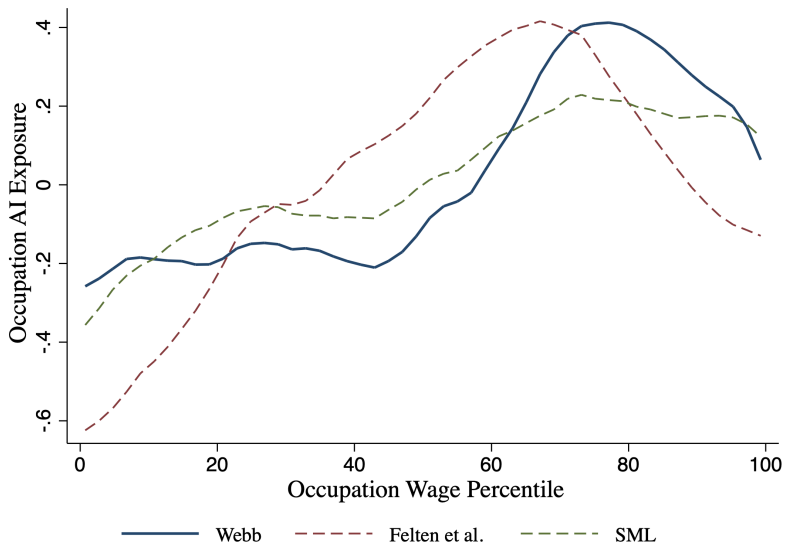 Occupation AI Exposure
.4
.2
0
-.2
-.4
-.6
0 20 40 60 80 100
Occupation Wage Percentile
Webb Felten et al. SML